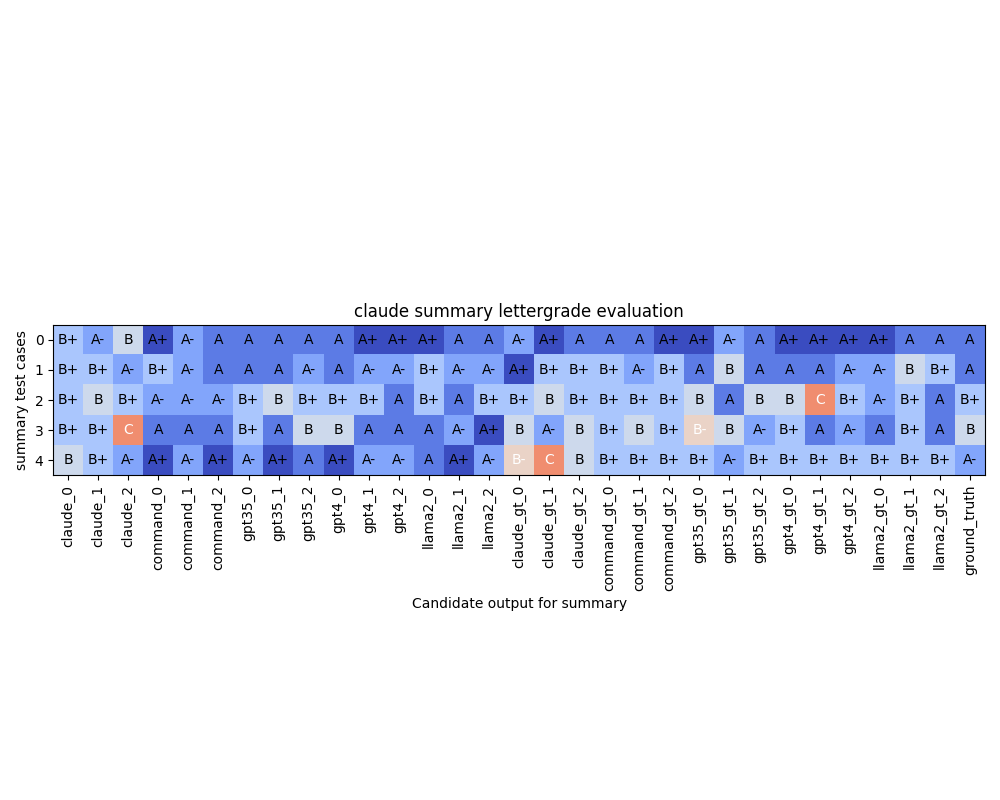 claude summary lettergrade evaluation
summary test cases
0 B+ A- B A+ A- A A A A A A+ A+ A+ A A A- A+ A A A A+ A+ A- A A+ A+ A+ A+ A A A
1 B+ B+ A- B+ A- A A A A- A A- A- B+ A- A- A+ B+ B+ B+ A- B+ A B A A A A- A- B B+ A
2 B+ B B+ A- A- A- B+ B B+ B+ B+ A B+ A B+ B+ B B+ B+ B+ B+ B A B B C B+ A- B+ A B+
3 B+ B+ C A A A B+ A B B A A A A- A+ B A- B B+ B B+ B- B A- B+ A A- A B+ A B
4 B B+ A- A+ A- A+ A- A+ A A+ A- A- A A+ A- B- C B B+ B+ B+ B+ A- B+ B+ B+ B+ B+ B+ B+ A-
claude_0 claude_1 claude_2 command_0 command_1 command_2 gpt35_0 gpt35_1 gpt35_2 gpt4_0 gpt4_1 gpt4_2 llama2_0 llama2_1 llama2_2 claude_gt_0 claude_gt_1 claude_gt_2 command_gt_0 command_gt_1 command_gt_2 gpt35_gt_0 gpt35_gt_1 gpt35_gt_2 gpt4_gt_0 gpt4_gt_1 gpt4_gt_2 llama2_gt_0 llama2_gt_1 llama2_gt_2 ground_truth
Candidate output for summary